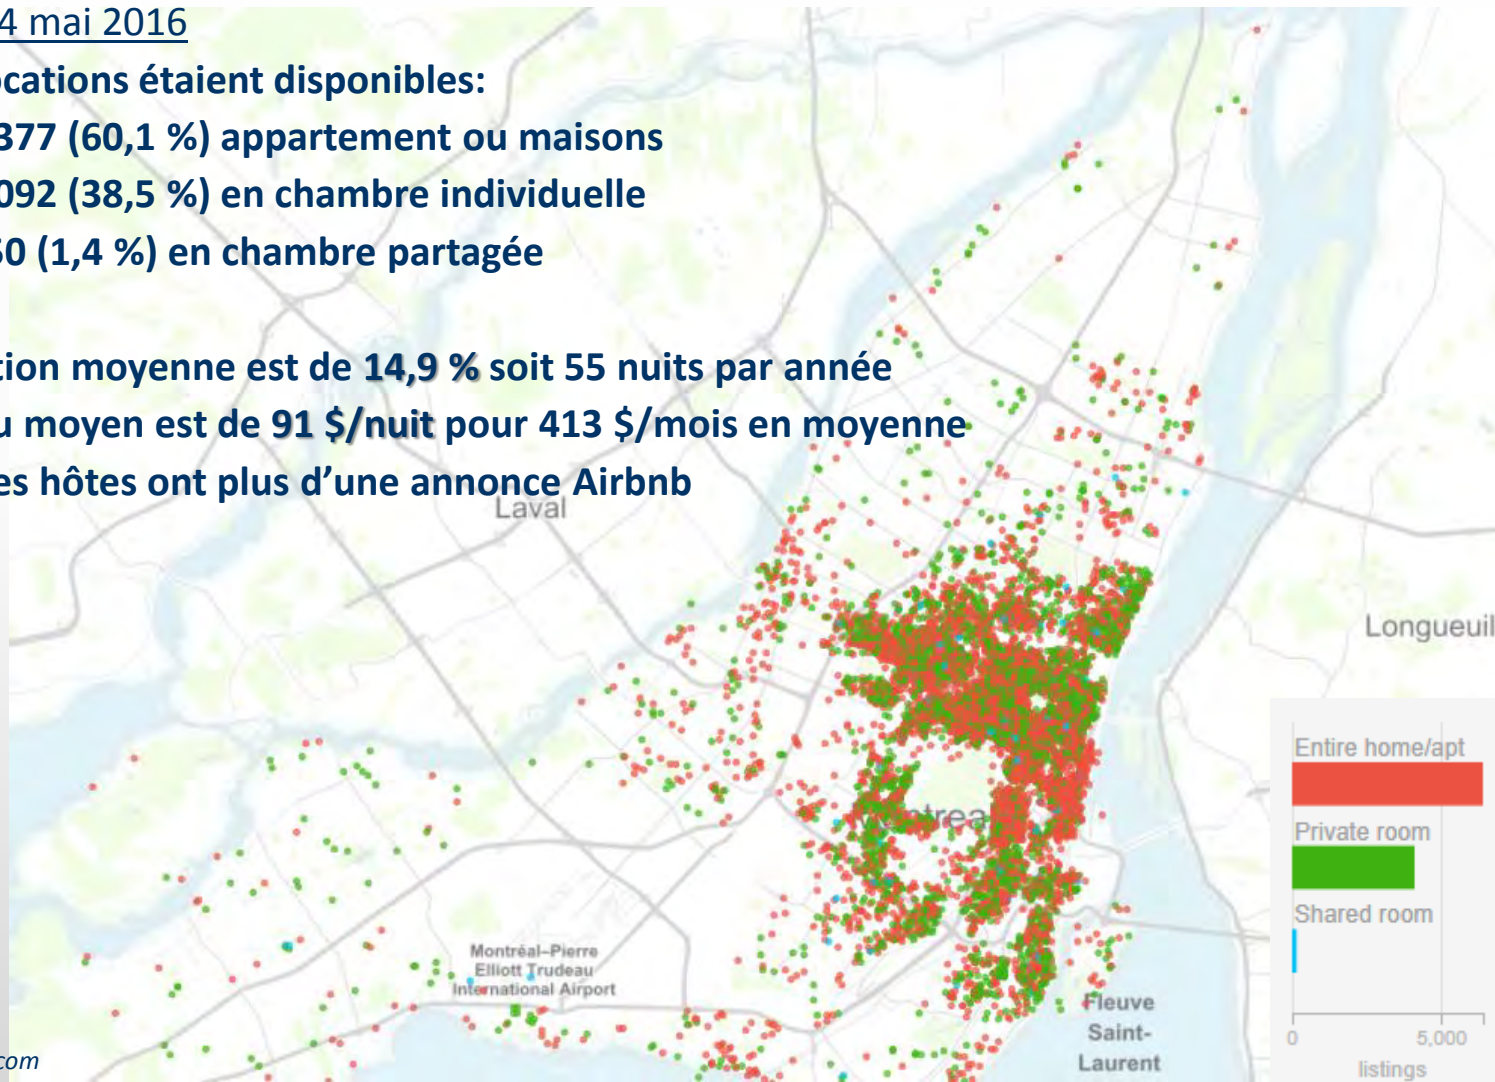 4 mai 2016
ocations étaient disponibles:
377 (60,1 %) appartement ou maisons
092 (38,5 %) en chambre individuelle
50 (1,4 %) en chambre partagée
tion moyenne est de 14,9 % soit 55 nuits par année
u moyen est de 91 $/nuit pour 413 $/mois en moyenne
es hôtes ont plus d’une annonce Airbnb
Laval
Longueuil
Entire home/apt
Montreal
Private room
Shared room
Montréal–Pierre
Elliott Trudeau
International Airport
Fleuve
Saint-
Laurent
0 5,000
listings
com